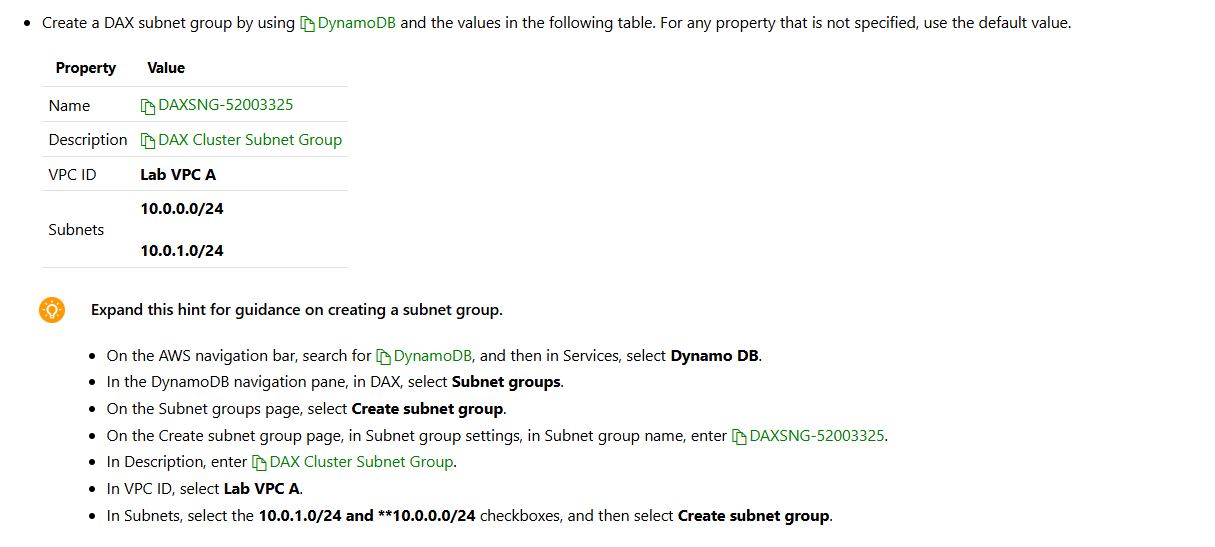 Create a DAX subnet group by using DynamoDB and the values in the following table. For any property that is not specified, use the default value.
Property Value
Name DAXSNG-52003325
Description DAX Cluster Subnet Group
VPC ID Lab VPC A
Subnets 10.0.0.0/24
10.0.1.0/24
Expand this hint for guidance on creating a subnet group.
On the AWS navigation bar, search for DynamoDB, and then in Services, select Dynamo DB.
In the DynamoDB navigation pane, in DAX, select Subnet groups.
On the Subnet groups page, select Create subnet group.
On the Create subnet group page, in Subnet group settings, in Subnet group name, enter DAXSNG-52003325.
In Description, enter DAX Cluster Subnet Group.
In VPC ID, select Lab VPC A.
In Subnets, select the 10.0.1.0/24 and **10.0.0.0/24 checkboxes, and then select Create subnet group.